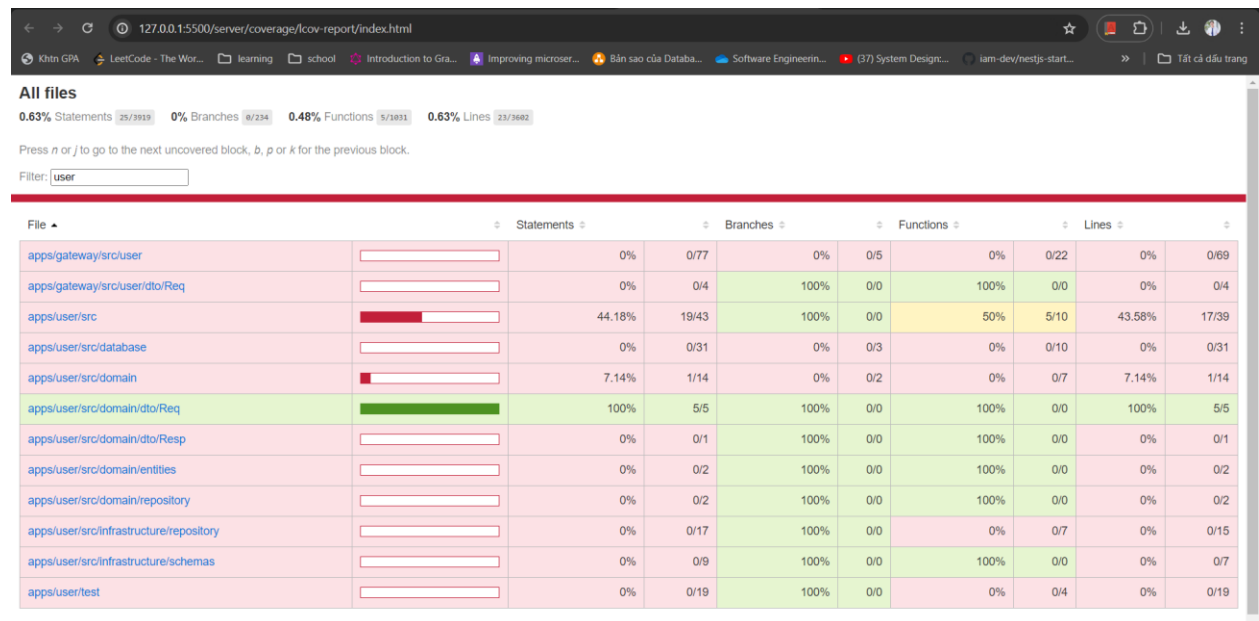 127.0.0.1:5500/server/coverage/lcov-report/index.html
Khtn GPA LeetCode - The Wor... learning school Introduction to Gra... Improving microser... Bản sao của Databa... Software Engineerin... (37) System Design:... iam-dev/nestjs-start... » Tất cả dấu trang
All files
0.63% Statements 25/3919 0% Branches 0/234 0.48% Functions 5/1031 0.63% Lines 23/3602
Press n or j to go to the next uncovered block, b, p or k for the previous block.
Filter: user
File Statements Branches Functions Lines
apps/gateway/src/user 0% 0/77 0% 0/5 0% 0/22 0% 0/69
apps/gateway/src/user/dto/Req 0% 0/4 100% 0/0 100% 0/0 0% 0/4
apps/user/src 44.18% 19/43 100% 0/0 50% 5/10 43.58% 17/39
apps/user/src/database 0% 0/31 0% 0/3 0% 0/10 0% 0/31
apps/user/src/domain 7.14% 1/14 0% 0/2 0% 0/7 7.14% 1/14
apps/user/src/domain/dto/Req 100% 5/5 100% 0/0 100% 0/0 100% 5/5
apps/user/src/domain/dto/Resp 0% 0/1 100% 0/0 100% 0/0 0% 0/1
apps/user/src/domain/entities 0% 0/2 100% 0/0 100% 0/0 0% 0/2
apps/user/src/domain/repository 0% 0/2 100% 0/0 100% 0/0 0% 0/2
apps/user/src/infrastructure/repository 0% 0/17 100% 0/0 0% 0/7 0% 0/15
apps/user/src/infrastructure/schemas 0% 0/9 100% 0/0 100% 0/0 0% 0/7
apps/user/test 0% 0/19 100% 0/0 0% 0/4 0% 0/19